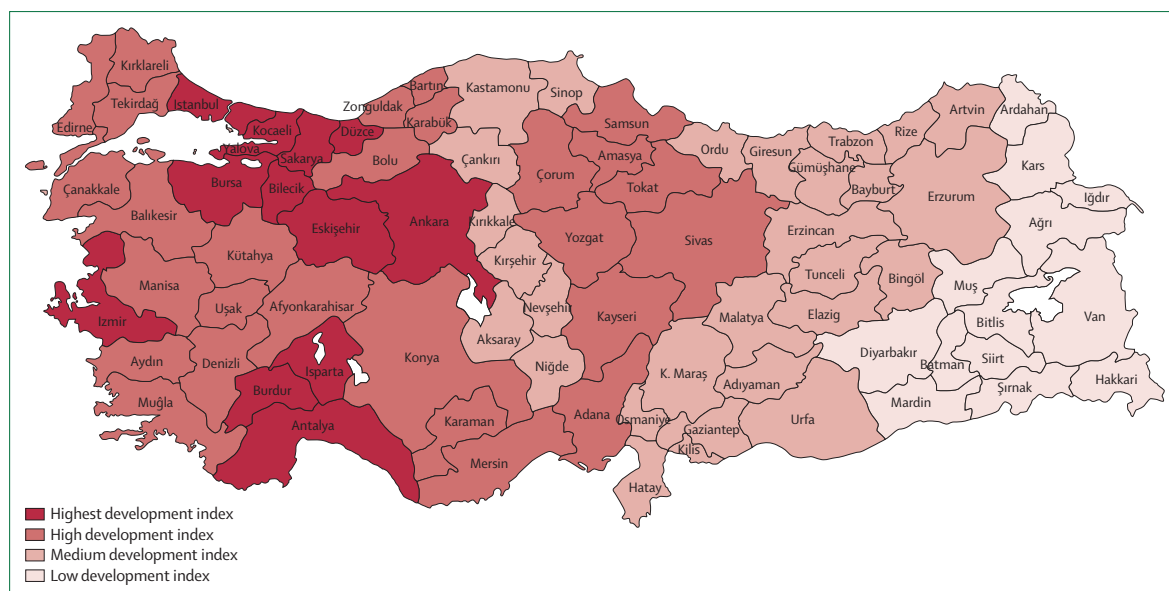 Kırklareli
Tekirdağ
Istanbul
Edirne
Kocaeli
Yalova
Sakarya
Düzce
Zonguldak
Bartın
Karabük
Kastamonu
Sinop
Samsun
Çankırı
Bolu
Amasya
Çorum
Tokat
Ordu
Giresun
Trabzon
Gümüşhane
Bayburt
Rize
Artvin
Ardahan
Kars
Iğdır
Ağrı
Erzurum
Çanakkale
Balıkesir
Bursa
Bilecik
Eskişehir
Ankara
Kırıkkale
Yozgat
Sivas
Erzincan
Tunceli
Bingöl
Muş
Kütahya
Kırşehir
Nevşehir
Kayseri
Malatya
Elazig
Bitlis
Van
Manisa
Uşak
Afyonkarahisar
Izmir
Aksaray
Niğde
Konya
K. Maraş
Adıyaman
Diyarbakır
Batman
Siirt
Şırnak
Hakkari
Mardin
Aydın
Denizli
Isparta
Burdur
Muğla
Antalya
Karaman
Mersin
Adana
Osmaniye
Gaziantep
Kilis
Urfa
Hatay
Highest development index
High development index
Medium development index
Low development index